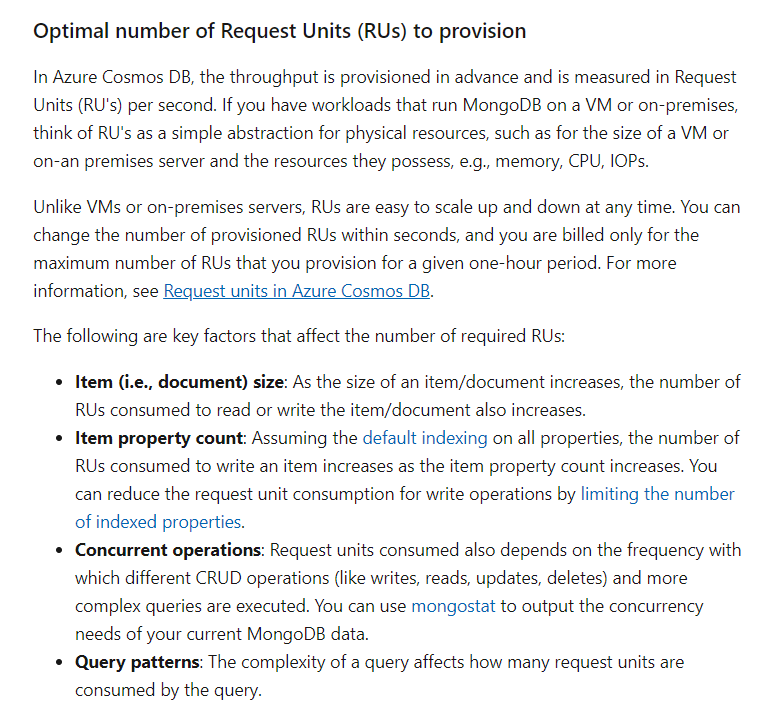 Optimal number of Request Units (RUs) to provision
In Azure Cosmos DB, the throughput is provisioned in advance and is measured in Request
Units (RU's) per second. If you have workloads that run MongoDB on a VM or on-premises,
think of RU's as a simple abstraction for physical resources, such as for the size of a VM or
on-an premises server and the resources they possess, e.g., memory, CPU, IOPs.
Unlike VMs or on-premises servers, RUs are easy to scale up and down at any time. You can
change the number of provisioned RUs within seconds, and you are billed only for the
maximum number of RUs that you provision for a given one-hour period. For more
information, see Request units in Azure Cosmos DB.
The following are key factors that affect the number of required RUs:
• Item (i.e., document) size: As the size of an item/document increases, the number of
RUs consumed to read or write the item/document also increases.
• Item property count: Assuming the default indexing on all properties, the number of
RUs consumed to write an item increases as the item property count increases. You
can reduce the request unit consumption for write operations by limiting the number
of indexed properties.
• Concurrent operations: Request units consumed also depends on the frequency with
which different CRUD operations (like writes, reads, updates, deletes) and more
complex queries are executed. You can use mongostat to output the concurrency
needs of your current MongoDB data.
• Query patterns: The complexity of a query affects how many request units are
consumed by the query.